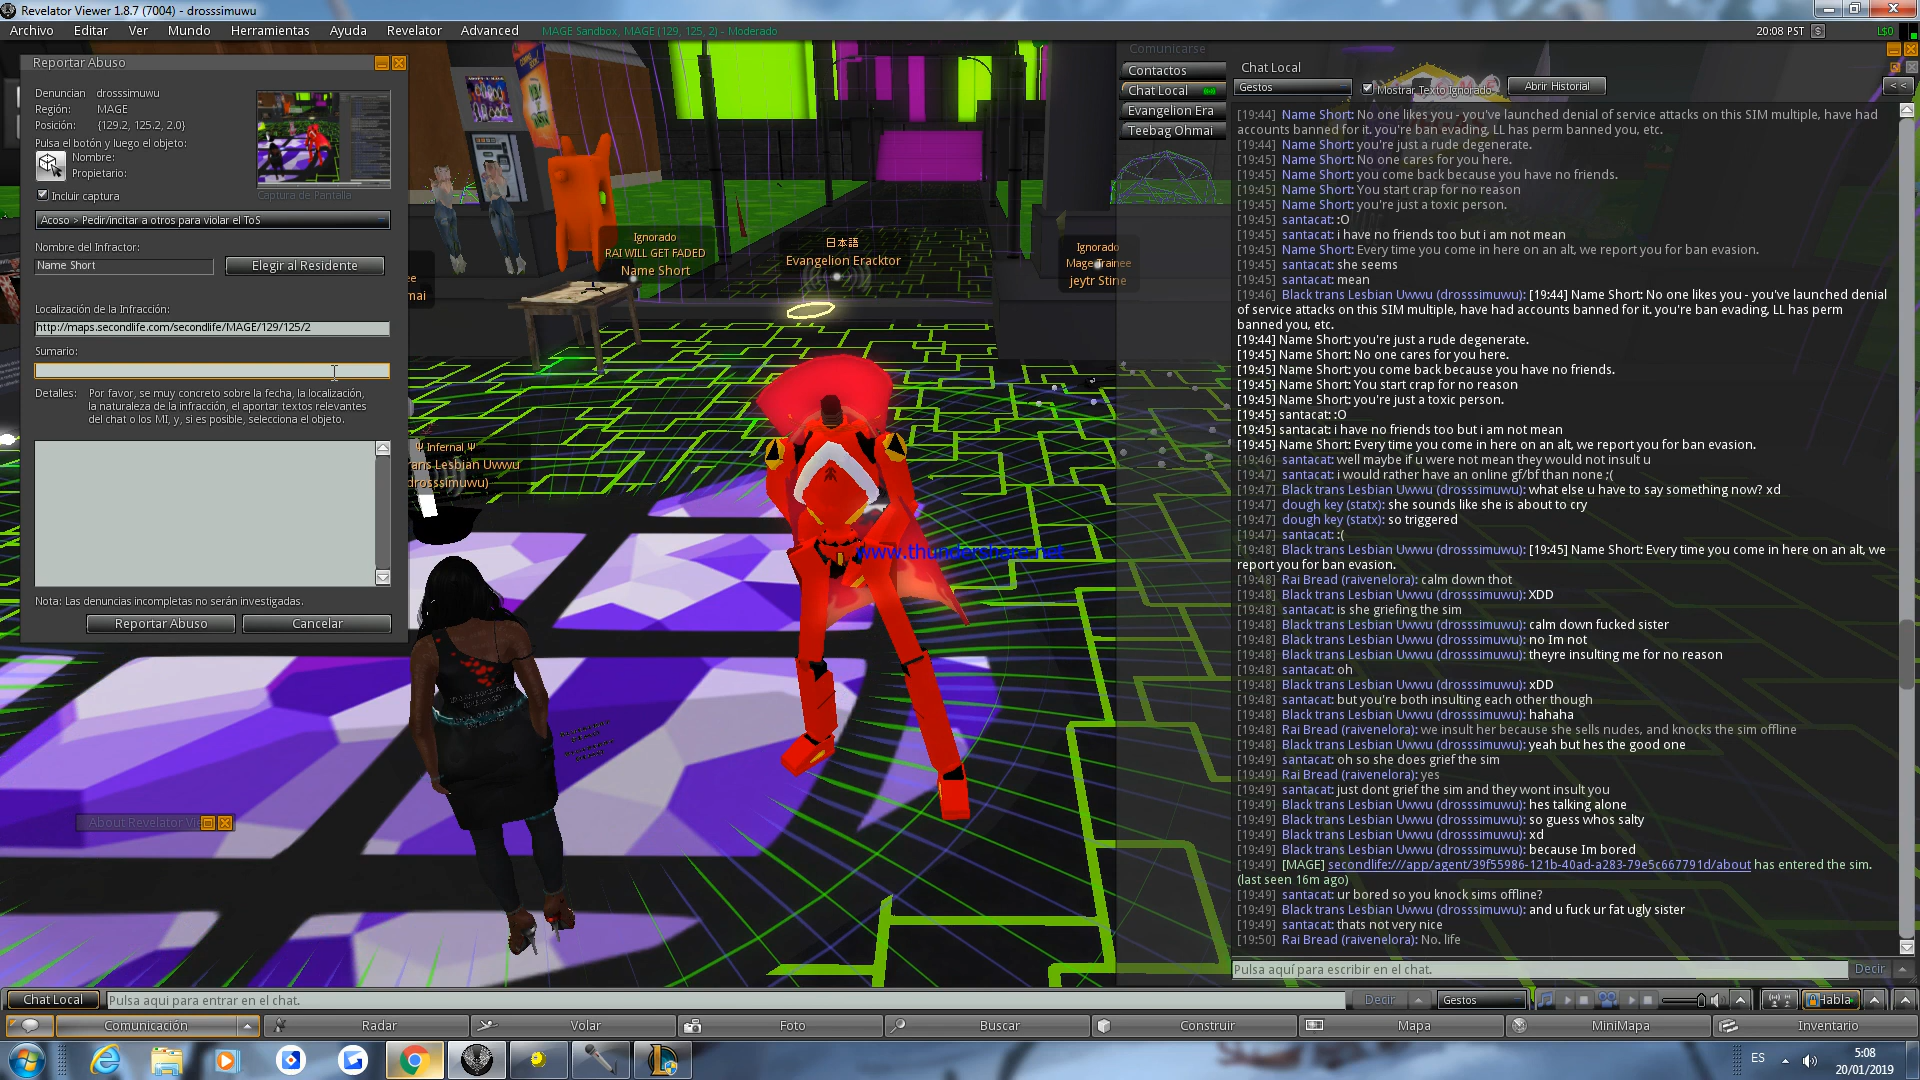 Revelator Viewer 1.8.7 (7004) - drosssimuwu
Archivo Editar Ver Mundo Herramientas Ayuda Revelator Advanced MAGE Sandbox, MAGE (129, 125, 2) - Moderado 20:08 PST S L$0
Reportar Abuso
Denuncian drosssimuwu
Región: MAGE
Posición: {129.2, 125.2, 2.0}
Pulsa el botón y luego el objeto:
Nombre:
Propietario:
Incluir captura
Captura de Pantalla
Acoso > Pedir/incitar a otros para violar el ToS
Nombre del Infractor:
Name Short
Elegir al Residente
Localización de la Infracción:
http://maps.secondlife.com/secondlife/MAGE/129/125/2
Sumario:
Detalles: Por favor, se muy concreto sobre la fecha, la localización,
la naturaleza de la infracción, el aportar textos relevantes
del chat o los MI, y, si es posible, selecciona el objeto.
Nota: Las denuncias incompletas no serán investigadas.
Reportar Abuso
Cancelar
Ignorado
RAI WILL GET FADED
Name Short
日本語
Evangelion Eracktor
Ignorado
Mage Trainee
jeytr Stine
mai
Ψ Infernal Ψ
rans Lesbian Uwwu
(drosssimuwu)
www.thundershare.net
About Revelator Vi
Comunicarse
Contactos
Chat Local
Evangelion Era
Teebag Ohmai
Chat Local
Gestos
Mostrar Texto Ignorado
Abrir Historial
< <
[19:44] Name Short: No one likes you - you've launched denial of service attacks on this SIM multiple, have had
accounts banned for it. you're ban evading, LL has perm banned you, etc.
[19:44] Name Short: you're just a rude degenerate.
[19:45] Name Short: No one cares for you here.
[19:45] Name Short: you come back because you have no friends.
[19:45] Name Short: You start crap for no reason
[19:45] Name Short: you're just a toxic person.
[19:45] santacat: :O
[19:45] santacat: i have no friends too but i am not mean
[19:45] Name Short: Every time you come in here on an alt, we report you for ban evasion.
[19:45] santacat: she seems
[19:45] santacat: mean
[19:46] Black trans Lesbian Uwwu (drosssimuwu): [19:44] Name Short: No one likes you - you've launched denial
of service attacks on this SIM multiple, have had accounts banned for it. you're ban evading, LL has perm
banned you, etc.
[19:44] Name Short: you're just a rude degenerate.
[19:45] Name Short: No one cares for you here.
[19:45] Name Short: you come back because you have no friends.
[19:45] Name Short: You start crap for no reason
[19:45] Name Short: you're just a toxic person.
[19:45] santacat: :O
[19:45] santacat: i have no friends too but i am not mean
[19:45] Name Short: Every time you come in here on an alt, we report you for ban evasion.
[19:46] santacat: well maybe if u were not mean they would not insult u
[19:47] santacat: i would rather have an online gf/bf than none ;(
[19:47] Black trans Lesbian Uwwu (drosssimuwu): what else u have to say something now? xd
[19:47] dough key (statx): she sounds like she is about to cry
[19:47] dough key (statx): so triggered
[19:47] santacat: :(
[19:48] Black trans Lesbian Uwwu (drosssimuwu): [19:45] Name Short: Every time you come in here on an alt, we
report you for ban evasion.
[19:48] Rai Bread (raivenelora): calm down thot
[19:48] Black trans Lesbian Uwwu (drosssimuwu): XDD
[19:48] santacat: is she griefing the sim
[19:48] Black trans Lesbian Uwwu (drosssimuwu): calm down fucked sister
[19:48] Black trans Lesbian Uwwu (drosssimuwu): no Im not
[19:48] Black trans Lesbian Uwwu (drosssimuwu): theyre insulting me for no reason
[19:48] santacat: oh
[19:48] Black trans Lesbian Uwwu (drosssimuwu): xDD
[19:48] santacat: but you're both insulting each other though
[19:48] Black trans Lesbian Uwwu (drosssimuwu): hahaha
[19:48] Rai Bread (raivenelora): we insult her because she sells nudes, and knocks the sim offline
[19:48] Black trans Lesbian Uwwu (drosssimuwu): yeah but hes the good one
[19:49] santacat: oh so she does grief the sim
[19:49] Rai Bread (raivenelora): yes
[19:49] santacat: just dont grief the sim and they wont insult you
[19:49] Black trans Lesbian Uwwu (drosssimuwu): hes talking alone
[19:49] Black trans Lesbian Uwwu (drosssimuwu): so guess whos salty
[19:49] Black trans Lesbian Uwwu (drosssimuwu): xd
[19:49] Black trans Lesbian Uwwu (drosssimuwu): because Im bored
[19:49] [MAGE] secondlife:///app/agent/39f55986-121b-40ad-a283-79e5c667791d/about has entered the sim.
(last seen 16m ago)
[19:49] santacat: ur bored so you knock sims offline?
[19:49] Black trans Lesbian Uwwu (drosssimuwu): and u fuck ur fat ugly sister
[19:49] santacat: thats not very nice
[19:50] Rai Bread (raivenelora): No. life
Pulsa aquí para escribir en el chat. Decir
Chat Local Pulsa aqui para entrar en el chat. Decir Gestos Habla
Comunicación Radar Volar Foto Buscar Construir Mapa MiniMapa Inventario
ES 5:08
20/01/2019